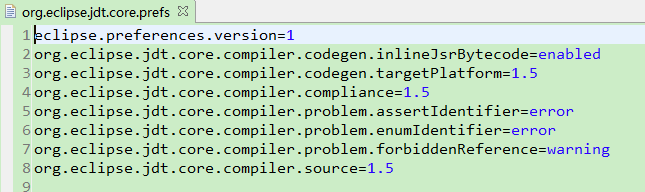 org.eclipse.jdt.core.prefs
1 eclipse.preferences.version=1
2 org.eclipse.jdt.core.compiler.codegen.inlineJsrBytecode=enabled
3 org.eclipse.jdt.core.compiler.codegen.targetPlatform=1.5
4 org.eclipse.jdt.core.compiler.compliance=1.5
5 org.eclipse.jdt.core.compiler.problem.assertIdentifier=error
6 org.eclipse.jdt.core.compiler.problem.enumIdentifier=error
7 org.eclipse.jdt.core.compiler.problem.forbiddenReference=warning
8 org.eclipse.jdt.core.compiler.source=1.5
9